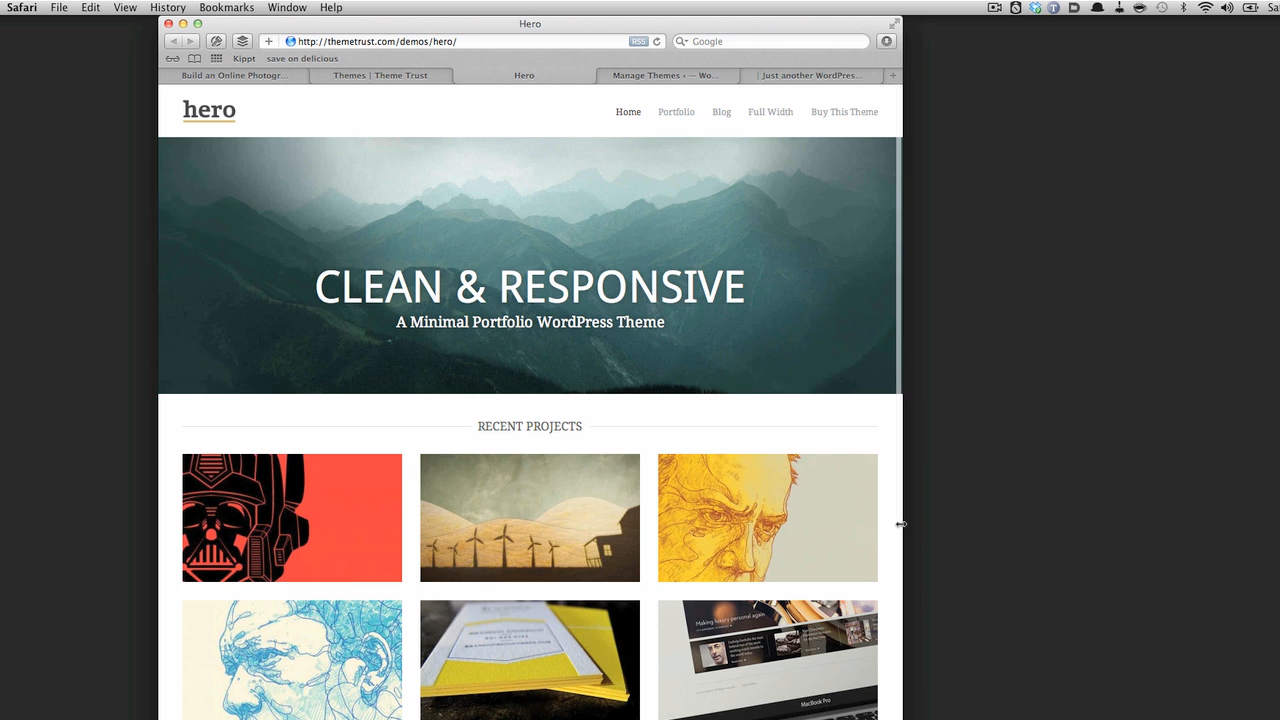 Safari File Edit View History Bookmarks Window Help Sa
Hero
http://themetrust.com/demos/hero/ RSS Google
Kippt save on delicious
Build an Online Photogr... Themes | Theme Trust Hero Manage Themes ‹ — Wo... | Just another WordPres...
hero
Home Portfolio Blog Full Width Buy This Theme
CLEAN & RESPONSIVE
A Minimal Portfolio WordPress Theme
RECENT PROJECTS
Making luxury personal again
MacBook Pro